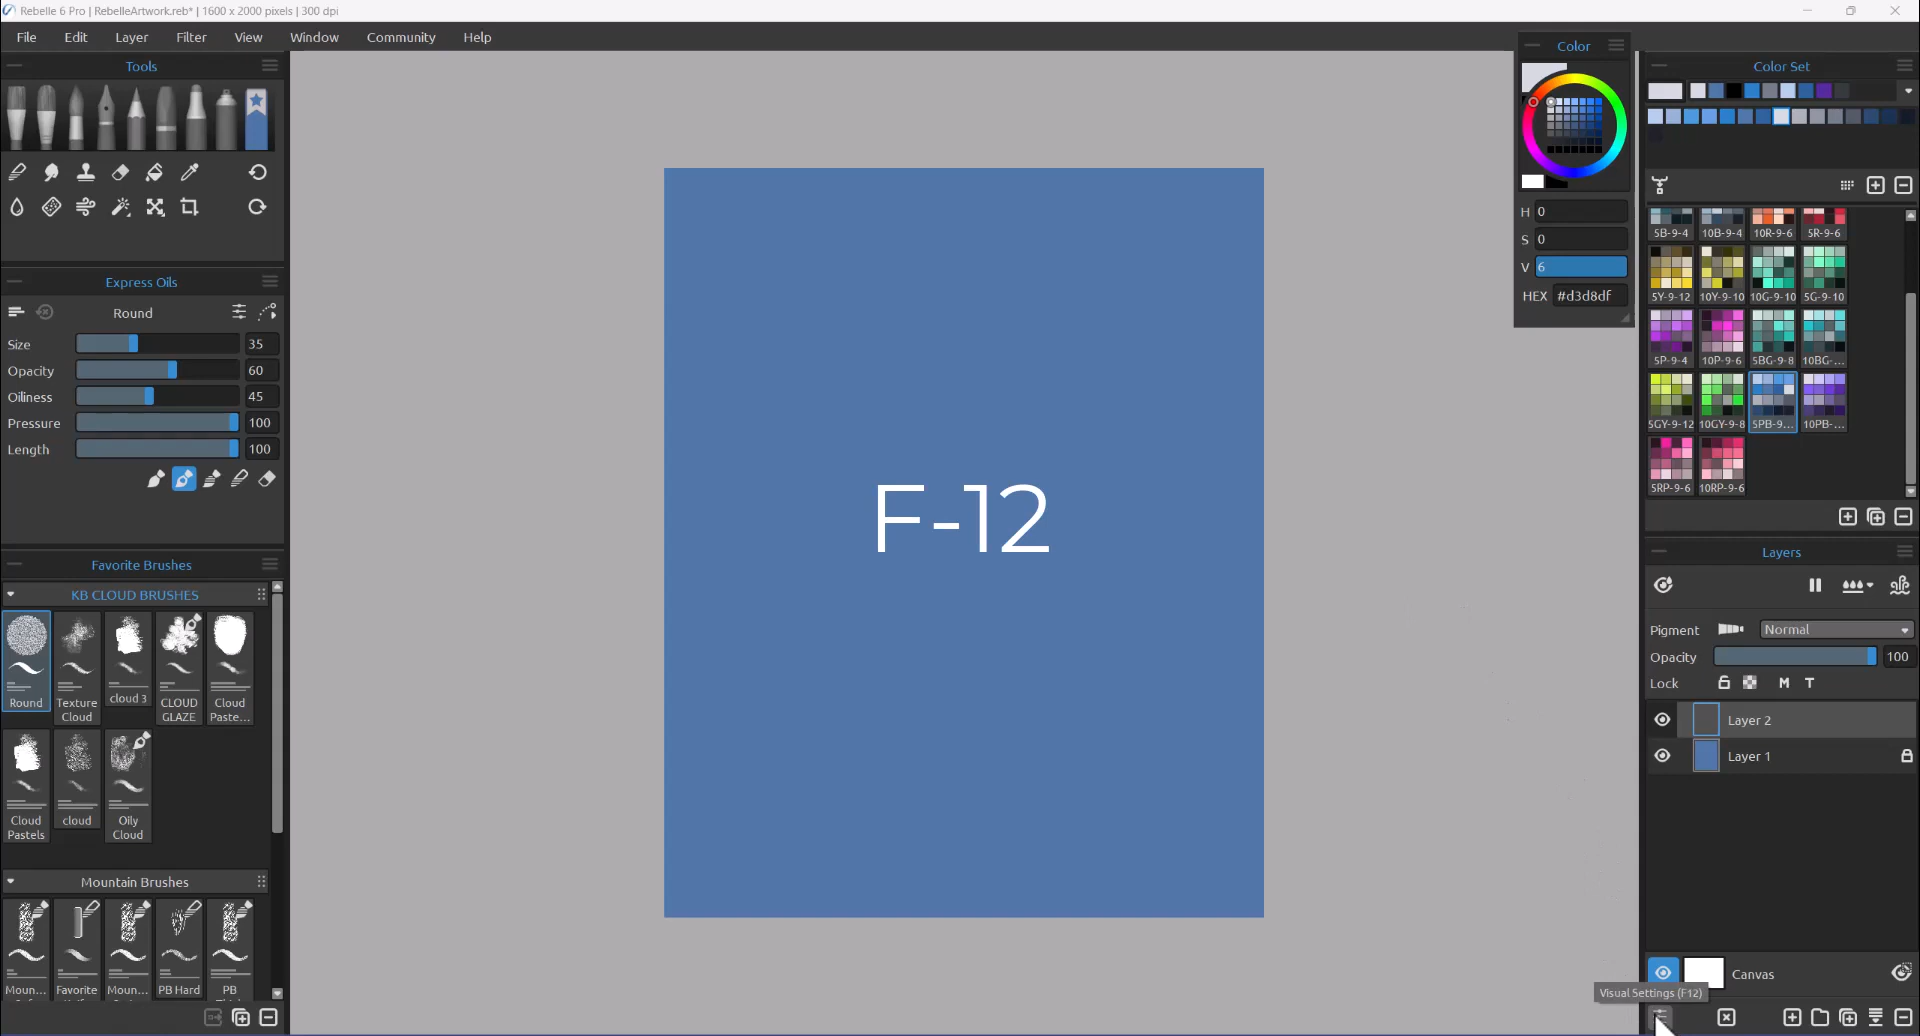 Rebelle 6 Pro | RebelleArtwork.reb* | 1600 x 2000 pixels | 300 dpi
File Edit Layer Filter View Window Community Help
Tools
Express Oils
Round
Size 35
Opacity 60
Oiliness 45
Pressure 100
Length 100
Favorite Brushes
KB CLOUD BRUSHES
Round
Texture Cloud
cloud 3
CLOUD GLAZE
Cloud Paste...
Cloud Pastels
cloud
Oily Cloud
Mountain Brushes
Moun...
Favorite
Moun...
PB Hard
PB
F-12
Color
H 0
S 0
V 6
HEX #d3d8df
Color Set
5B-9-4 10B-9-4 10R-9-6 5R-9-6
5Y-9-12 10Y-9-10 10G-9-10 5G-9-10
5P-9-4 10P-9-6 5BG-9-8 10BG-...
5GY-9-12 10GY-9-8 5PB-9... 10PB-...
5RP-9-6 10RP-9-6
Layers
Pigment Normal
Opacity 100
Lock M T
Layer 2
Layer 1
Canvas
Visual Settings (F12)